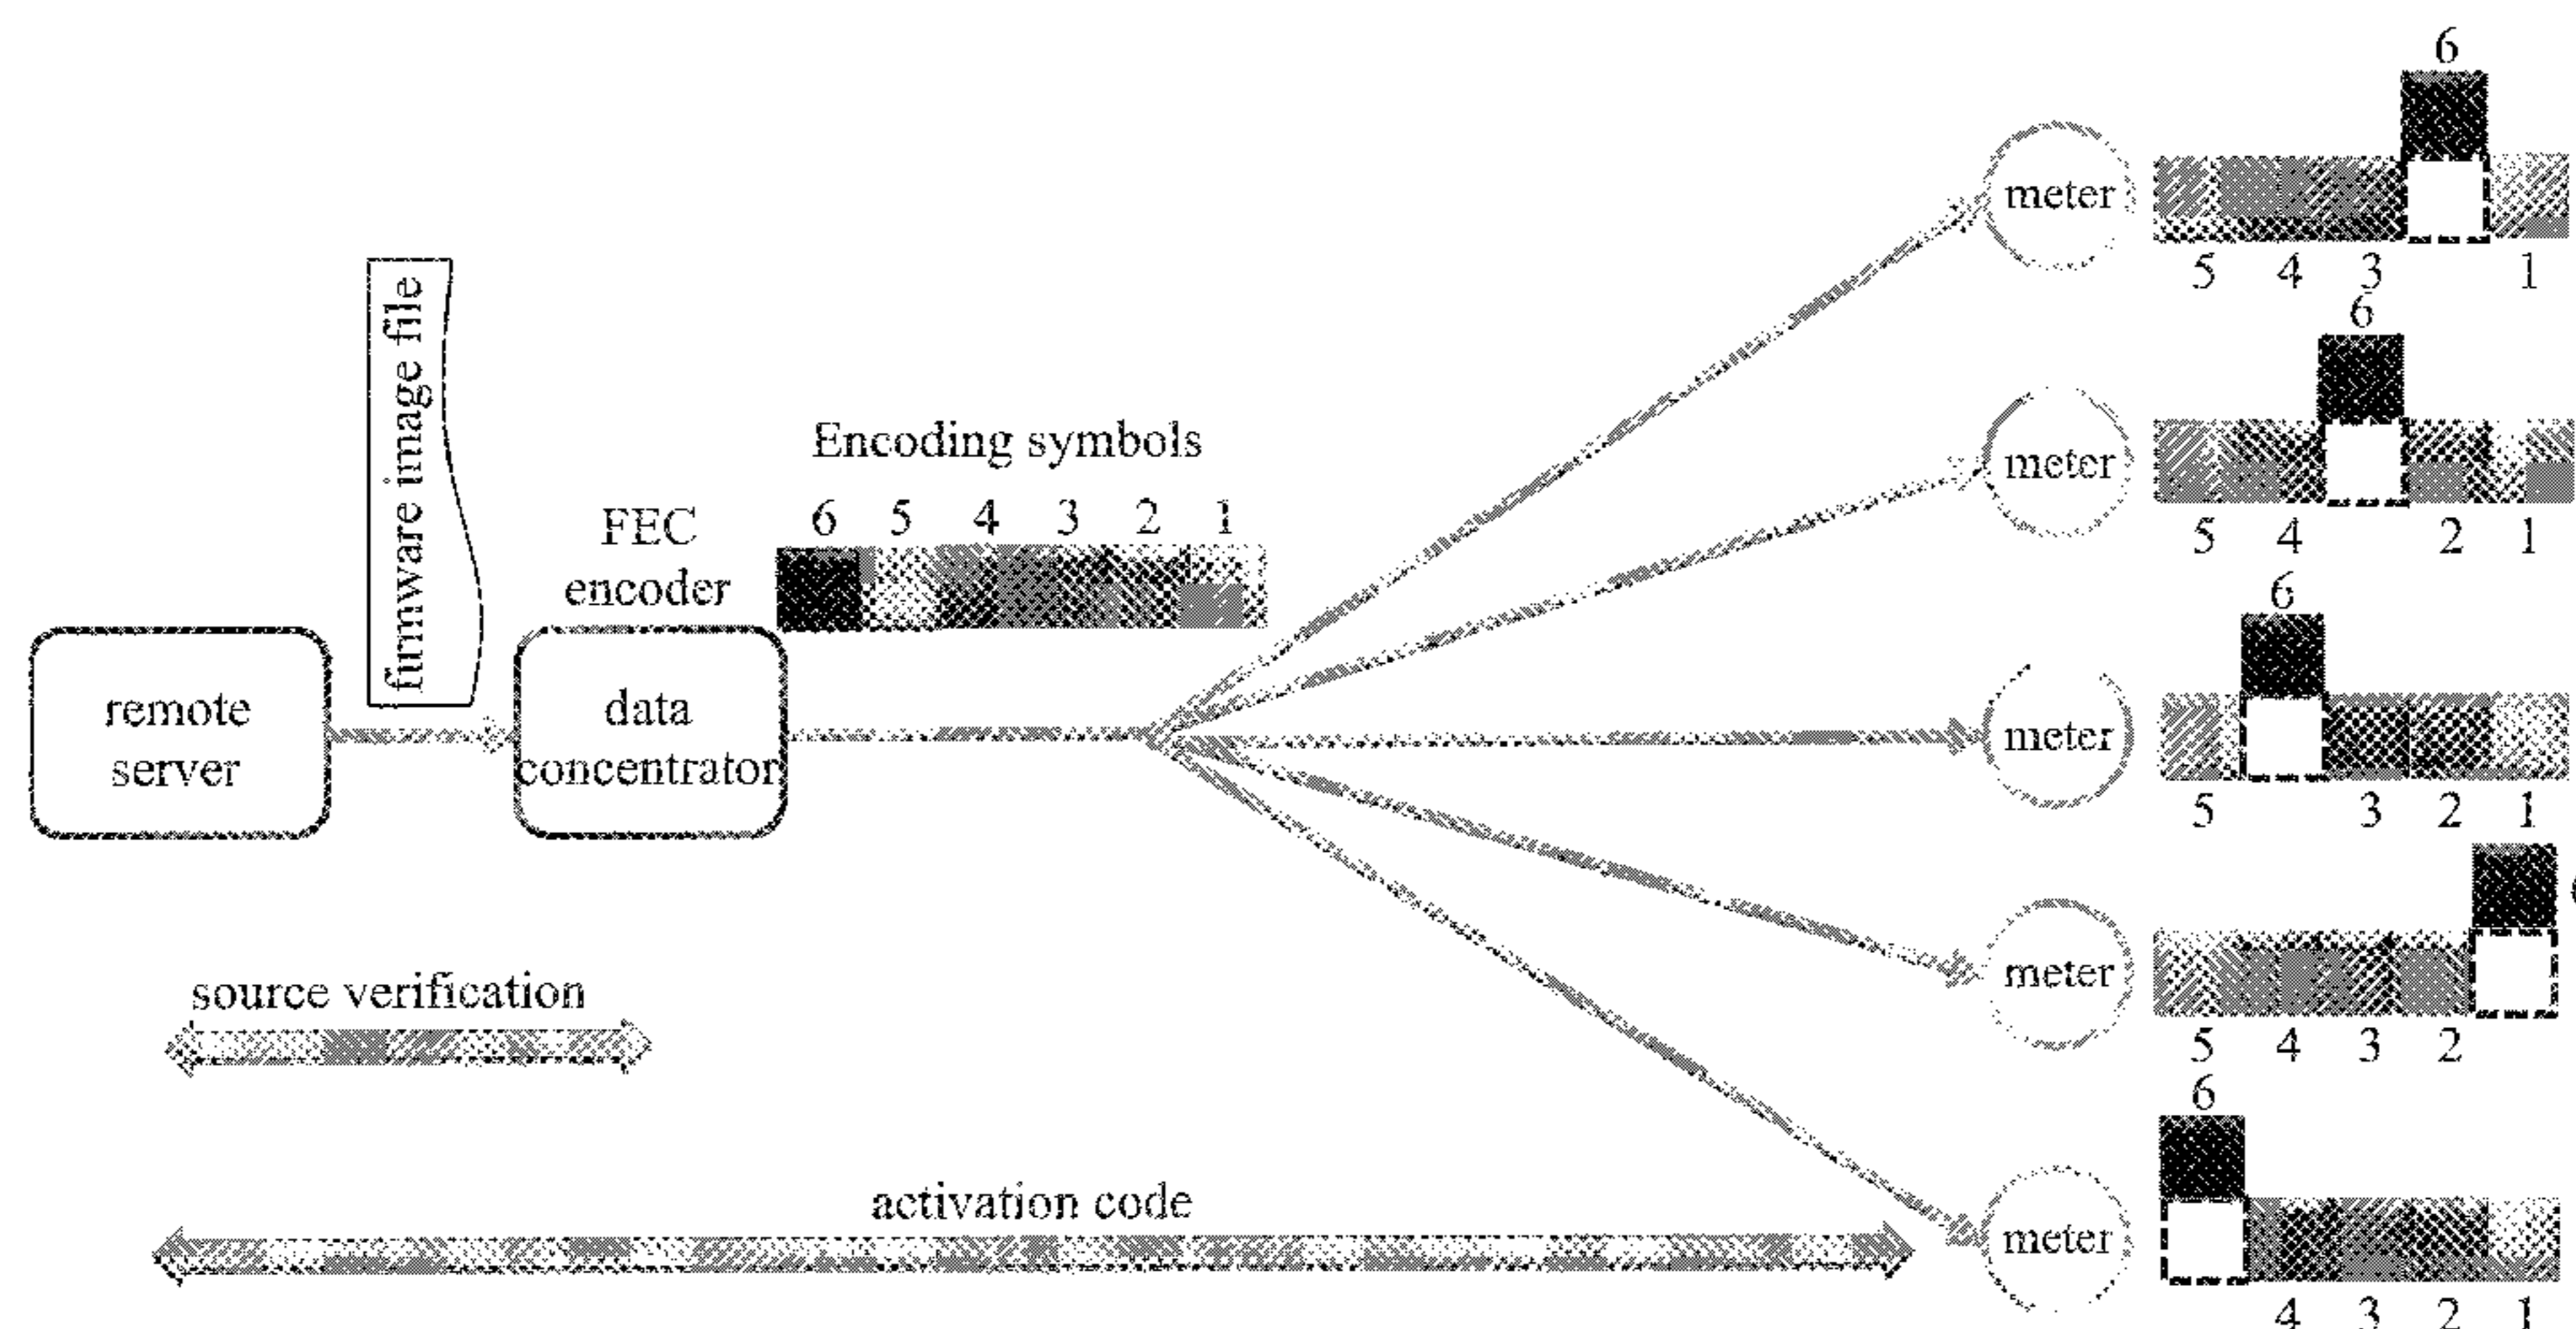 firmware image file
remote
server
FEC
encoder
data
concentrator
Encoding symbols
6 5 4 3 2 1
source verification
activation code
meter
6
5 4 3 1
meter
6
5 4 2 1
meter
6
5 3 2 1
meter
5 4 3 2
meter
6
4 3 2 1